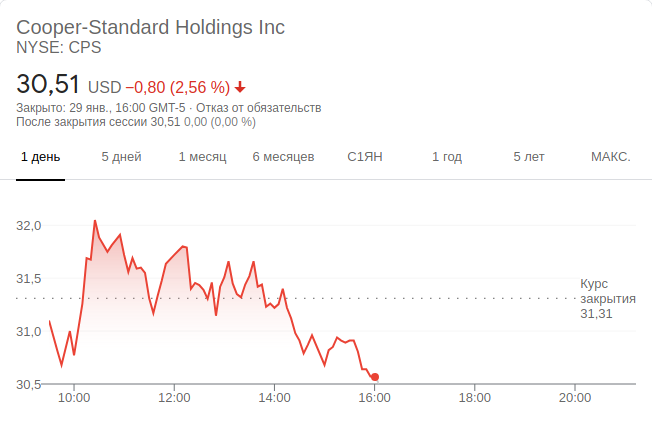 Cooper-Standard Holdings Inc
NYSE: CPS
30,51 USD −0,80 (2,56 %)
Закрыто: 29 янв., 16:00 GMT-5 · Отказ от обязательств
После закрытия сессии 30,51 0,00 (0,00 %)
1 день 5 дней 1 месяц 6 месяцев С1ЯН 1 год 5 лет МАКС.
32,0
31,5
Курс
закрытия
31,31
31,0
30,5
10:00 12:00 14:00 16:00 18:00 20:00